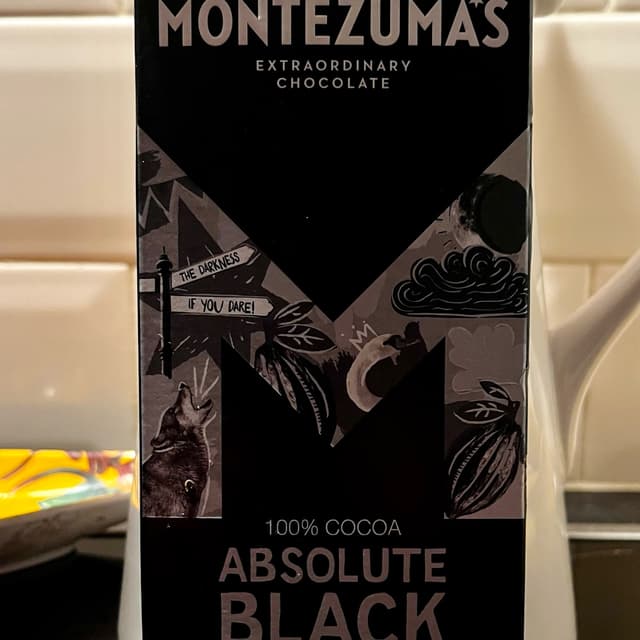 MONTEZUMA'S
EXTRAORDINARY
CHOCOLATE
THE DARKNESS
IF YOU DARE!
100% COCOA
ABSOLUTE
BLACK